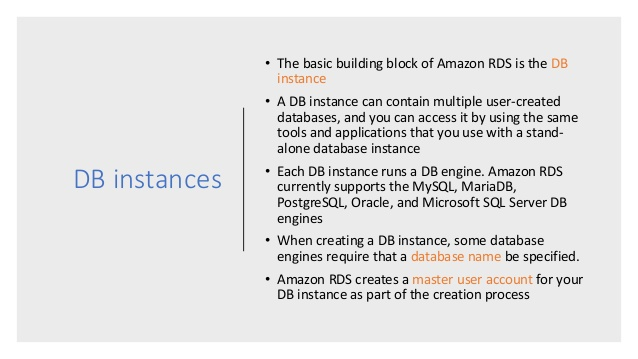 DB instances
• The basic building block of Amazon RDS is the DB
instance
• A DB instance can contain multiple user-created
databases, and you can access it by using the same
tools and applications that you use with a stand-
alone database instance
• Each DB instance runs a DB engine. Amazon RDS
currently supports the MySQL, MariaDB,
PostgreSQL, Oracle, and Microsoft SQL Server DB
engines
• When creating a DB instance, some database
engines require that a database name be specified.
• Amazon RDS creates a master user account for your
DB instance as part of the creation process